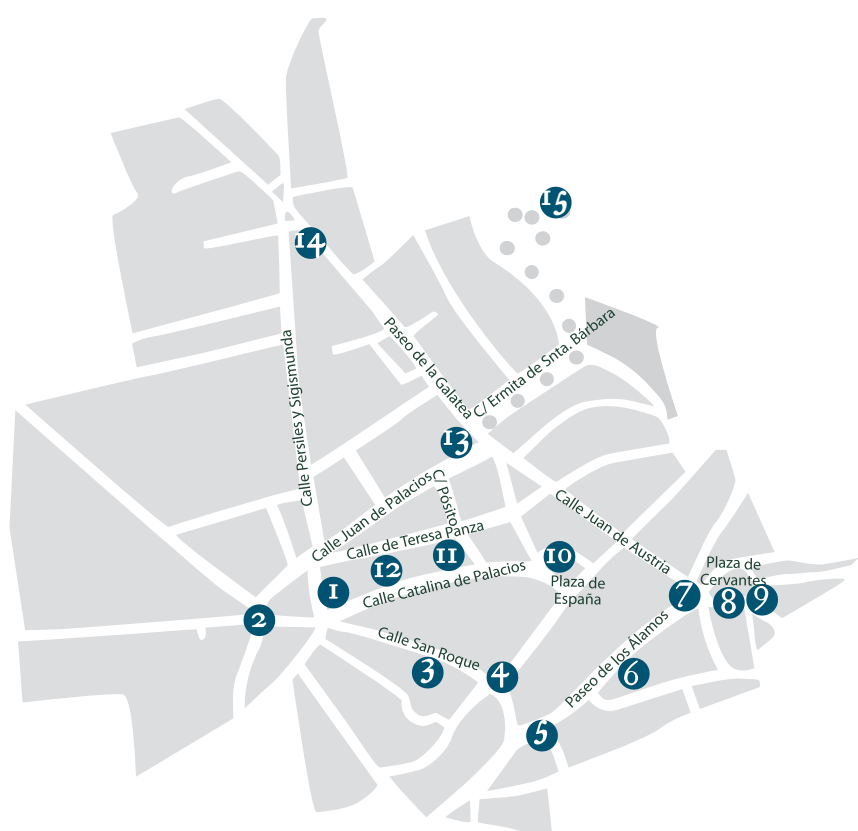 15
14
Paseo de la Galatea
C/ Ermita de Snta. Bárbara
Calle Persiles y Sigismunda
13
Calle Juan de Palacios
C/ Pósito
Calle de Teresa Panza
Calle Juan de Austria
11
10
12
1
Calle Catalina de Palacios
Plaza de
España
Plaza de
Cervantes
7
8
9
2
Calle San Roque
3
4
Paseo de los Álamos
6
5